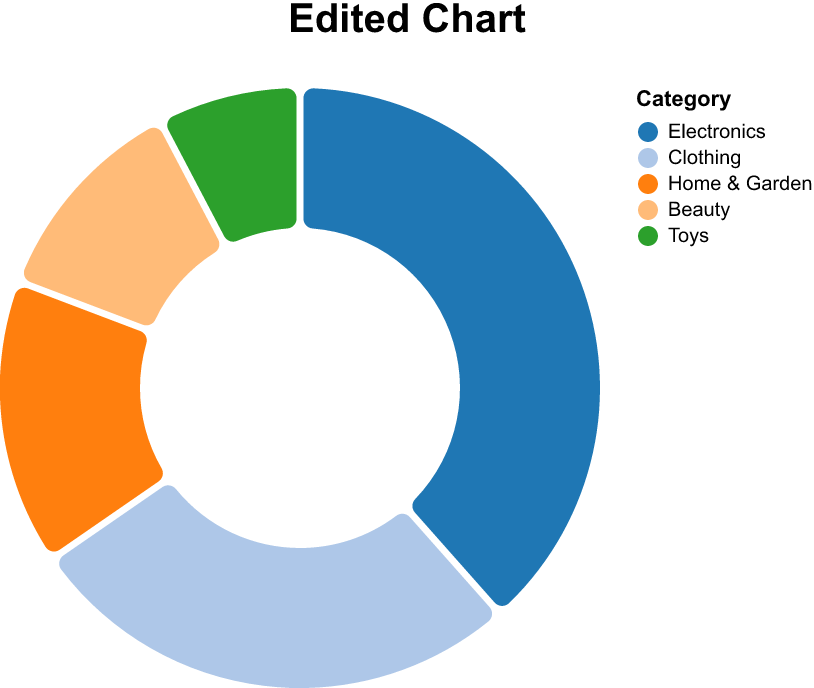 Edited Chart
Category
Electronics
Clothing
Home & Garden
Beauty
Toys